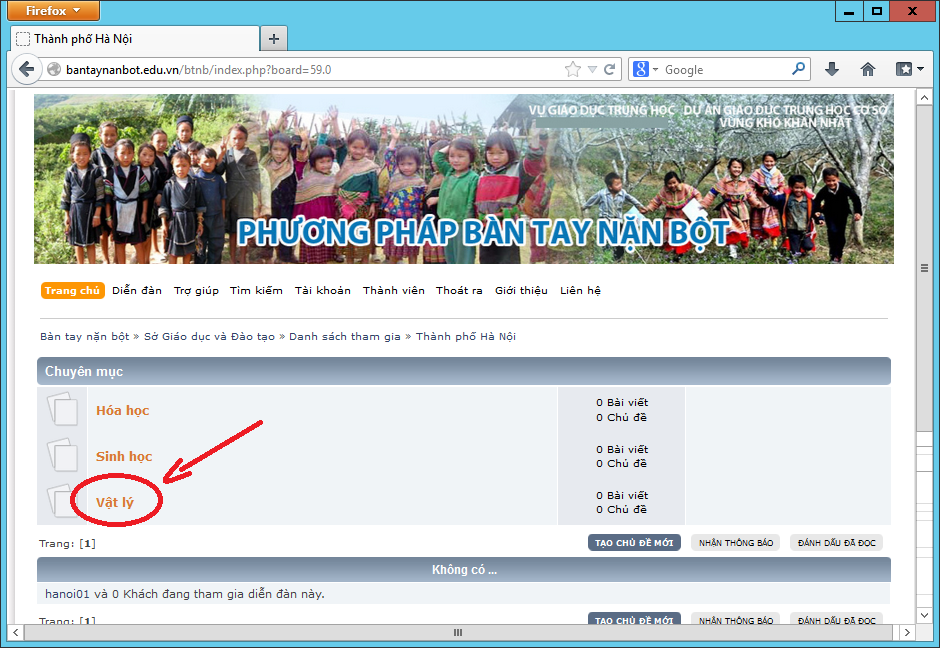 Firefox
Thành phố Hà Nội
bantaynanbot.edu.vn/btnb/index.php?board=59.0
Google
VỤ GIÁO DỤC TRUNG HỌC DỰ ÁN GIÁO DỤC TRUNG HỌC CƠ SỞ
VÙNG KHÓ KHĂN NHẤT
PHƯƠNG PHÁP BÀN TAY NẶN BỘT
Trang chủ Diễn đàn Trợ giúp Tìm kiếm Tài khoản Thành viên Thoát ra Giới thiệu Liên hệ
Bàn tay nặn bột » Sở Giáo dục và Đào tạo » Danh sách tham gia » Thành phố Hà Nội
Chuyên mục
Hóa học
0 Bài viết
0 Chủ đề
Sinh học
0 Bài viết
0 Chủ đề
Vật lý
0 Bài viết
0 Chủ đề
Trang: [1] TẠO CHỦ ĐỀ MỚI NHẬN THÔNG BÁO ĐÁNH DẤU ĐÃ ĐỌC
Không có ...
hanoi01 và 0 Khách đang tham gia diễn đàn này.
Trang: [1] TẠO CHỦ ĐỀ MỚI NHẬN THÔNG BÁO ĐÁNH DẤU ĐÃ ĐỌC